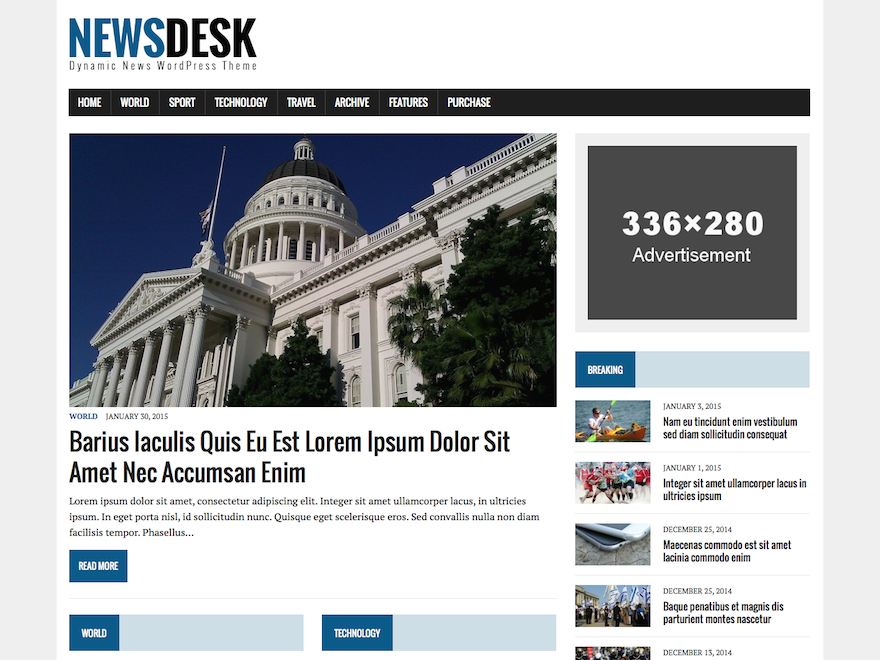 NEWSDESK
Dynamic News WordPress Theme
HOME WORLD SPORT TECHNOLOGY TRAVEL ARCHIVE FEATURES PURCHASE
WORLD JANUARY 30, 2015
Barius Iaculis Quis Eu Est Lorem Ipsum Dolor Sit
Amet Nec Accumsan Enim
Lorem ipsum dolor sit amet, consectetur adipiscing elit. Integer sit amet ullamcorper lacus, in ultricies
ipsum. In eget porta nisl, id sollicitudin nunc. Quisque eget scelerisque eros. Sed convallis nulla non diam
facilisis tempor. Phasellus...
READ MORE
WORLD
TECHNOLOGY
336×280
Advertisement
BREAKING
JANUARY 3, 2015
Nam eu tincidunt enim vestibulum
sed diam sollicitudin consequat
JANUARY 1, 2015
Integer sit amet ullamcorper lacus in
ultricies ipsum
DECEMBER 25, 2014
Maecenas commodo est sit amet
lacinia commodo enim
DECEMBER 25, 2014
Baque penatibus et magnis dis
parturient montes nascetur
DECEMBER 13, 2014